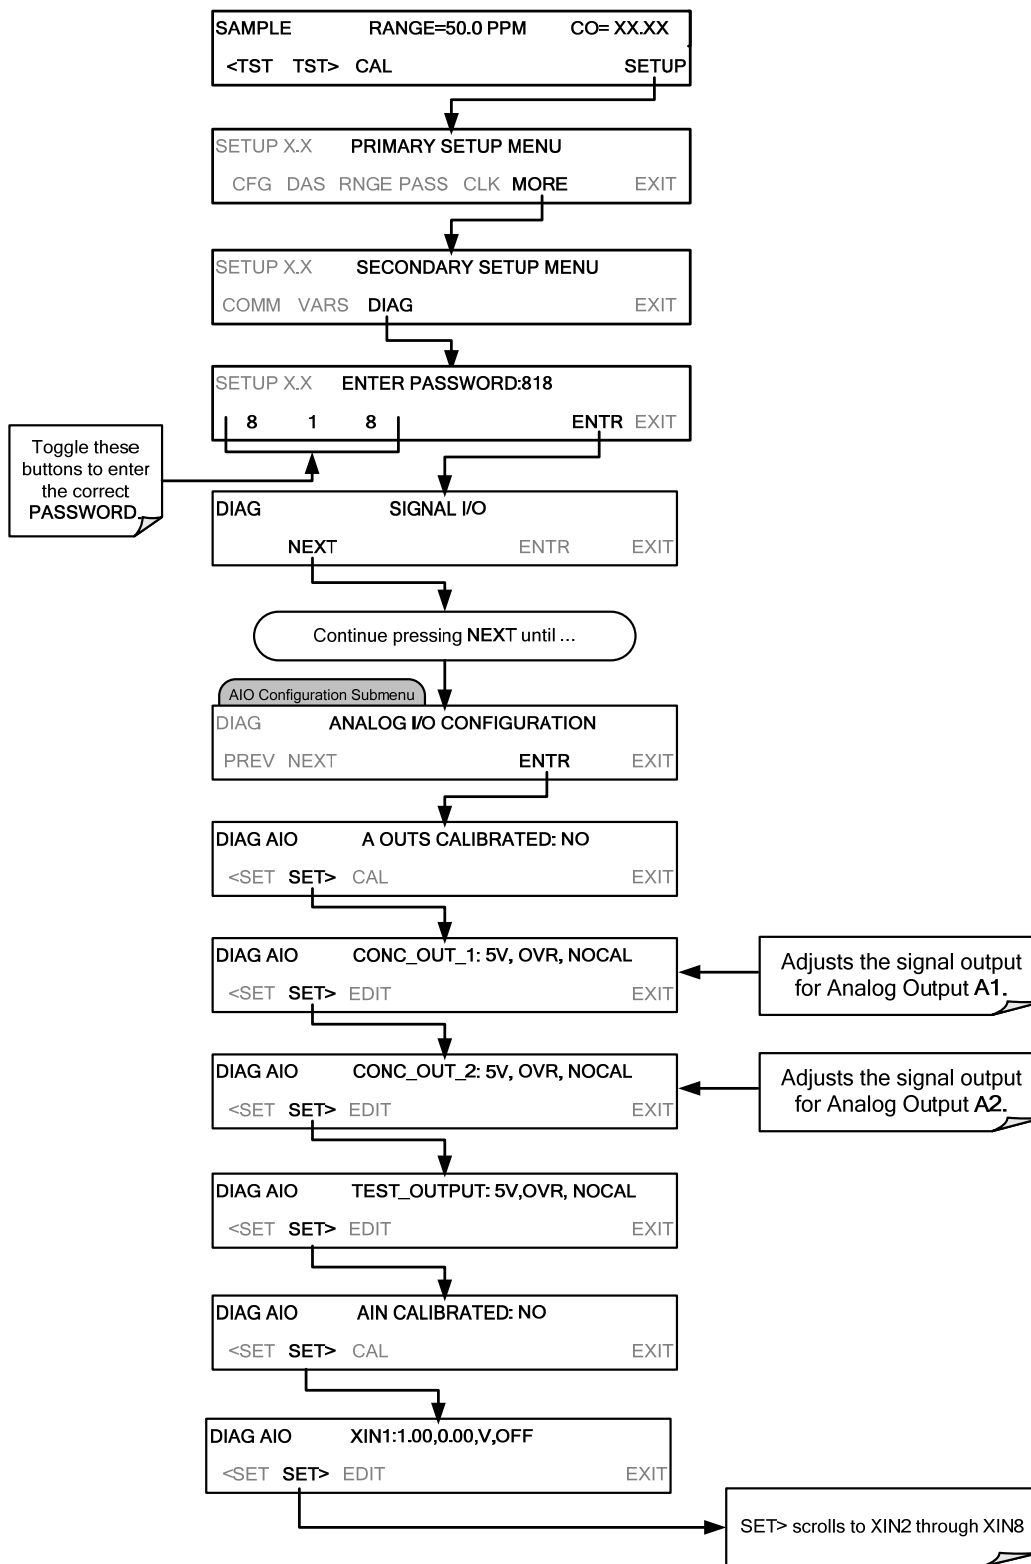 SAMPLE RANGE=50.0 PPM CO= XX.XX
<TST TST> CAL SETUP
SETUP X.X PRIMARY SETUP MENU
CFG DAS RNGE PASS CLK MORE EXIT
SETUP X.X SECONDARY SETUP MENU
COMM VARS DIAG EXIT
SETUP X.X ENTER PASSWORD:818
8 1 8 ENTR EXIT
Toggle these
buttons to enter
the correct
PASSWORD.
DIAG SIGNAL I/O
NEXT ENTR EXIT
Continue pressing NEXT until ...
AIO Configuration Submenu
DIAG ANALOG I/O CONFIGURATION
PREV NEXT ENTR EXIT
DIAG AIO A OUTS CALIBRATED: NO
<SET SET> CAL EXIT
DIAG AIO CONC_OUT_1: 5V, OVR, NOCAL
<SET SET> EDIT EXIT
Adjusts the signal output
for Analog Output A1.
DIAG AIO CONC_OUT_2: 5V, OVR, NOCAL
<SET SET> EDIT EXIT
Adjusts the signal output
for Analog Output A2.
DIAG AIO TEST_OUTPUT: 5V,OVR, NOCAL
<SET SET> EDIT EXIT
DIAG AIO AIN CALIBRATED: NO
<SET SET> CAL EXIT
DIAG AIO XIN1:1.00,0.00,V,OFF
<SET SET> EDIT EXIT
SET> scrolls to XIN2 through XIN8